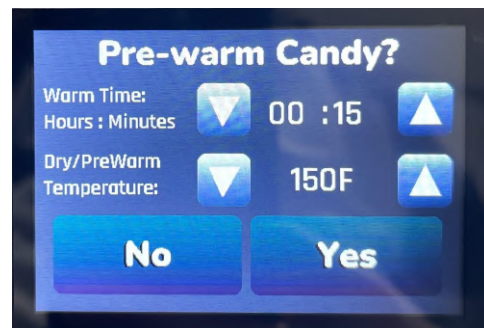 Pre-warm Candy?
Warm Time:
Hours : Minutes
00 :15
Dry/PreWarm
Temperature:
150F
No
Yes